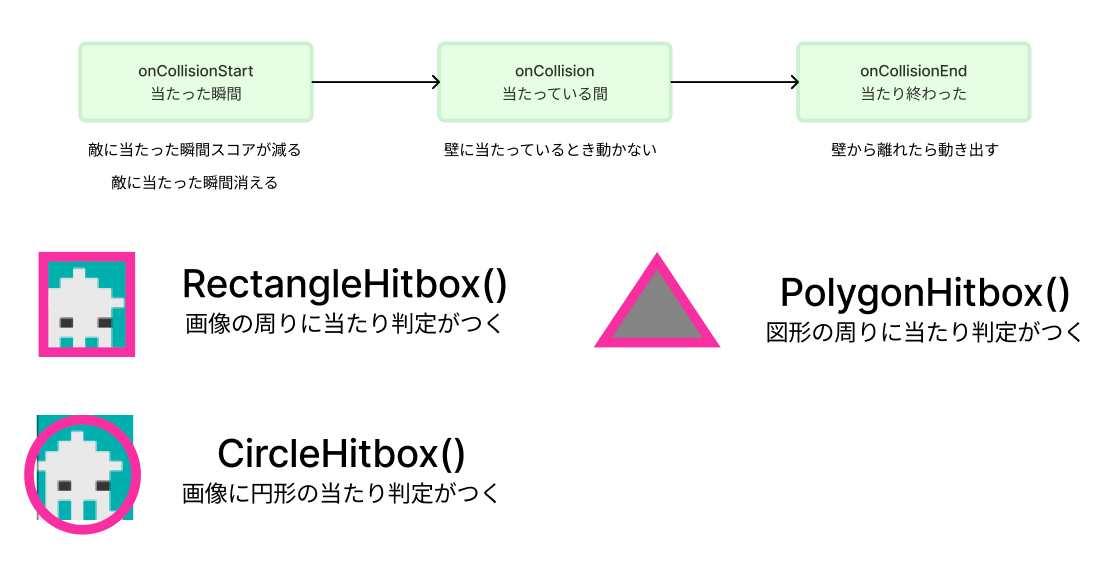 onCollisionStart
当たった瞬間
onCollision
当たっている間
onCollisionEnd
当たり終わった
敵に当たった瞬間スコアが減る
敵に当たった瞬間消える
壁に当たっているとき動かない
壁から離れたら動き出す
RectangleHitbox()
画像の周りに当たり判定がつく
PolygonHitbox()
図形の周りに当たり判定がつく
CircleHitbox()
画像に円形の当たり判定がつく